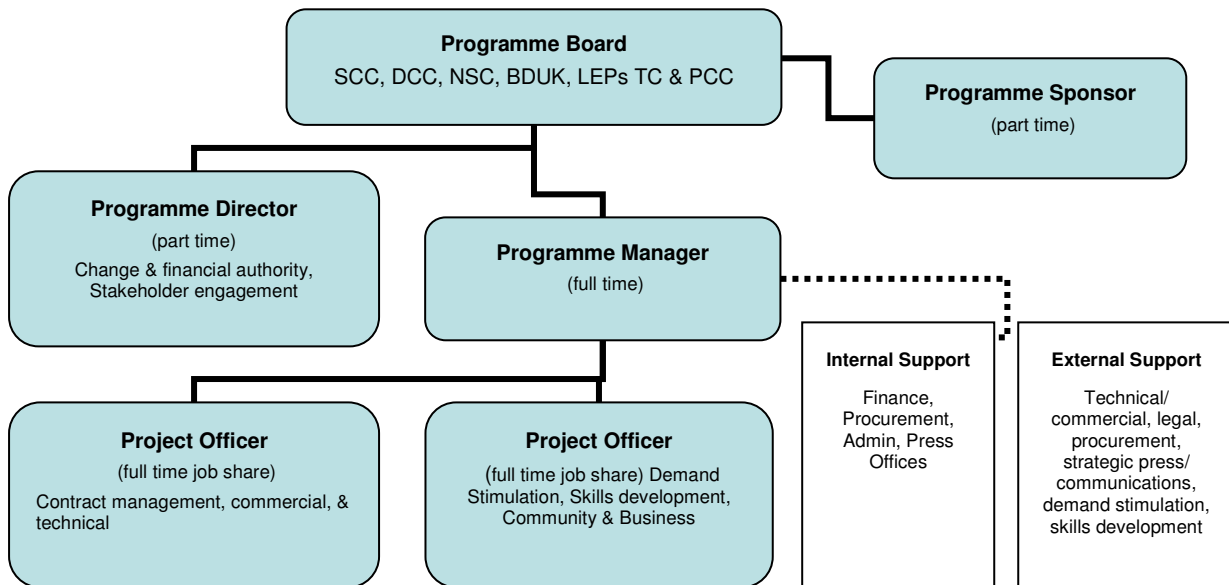 Programme Board
SCC, DCC, NSC, BDUK, LEPs TC & PCC
Programme Sponsor
(part time)
Programme Director
(part time)
Change & financial authority,
Stakeholder engagement
Programme Manager
(full time)
Internal Support
Finance,
Procurement,
Admin, Press
Offices
External Support
Technical/
commercial, legal,
procurement,
strategic press/
communications,
demand stimulation,
skills development
Project Officer
(full time job share)
Contract management, commercial, &
technical
Project Officer
(full time job share) Demand
Stimulation, Skills development,
Community & Business